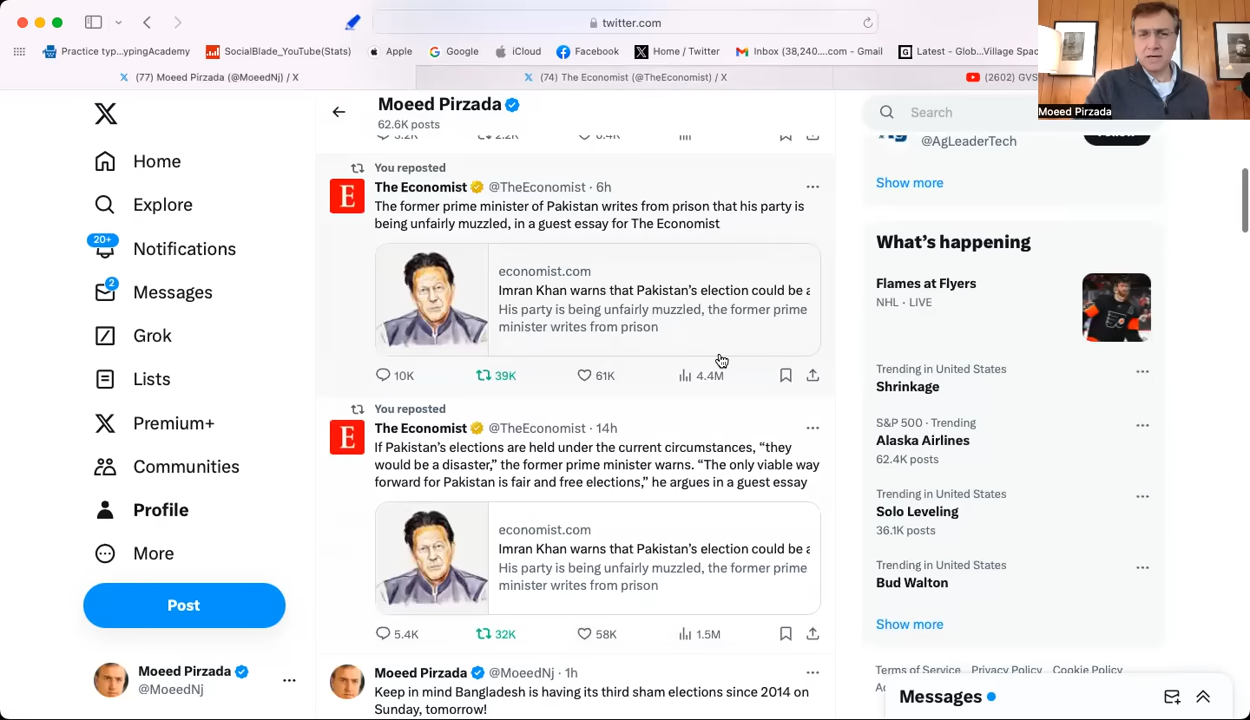 twitter.com
Practice typ...ypingAcademy
SocialBlade_YouTube(Stats)
Apple
Google
iCloud
Facebook
Home / Twitter
Inbox (38,240....com - Gmail
Latest - Glob...Village Spac
(77) Moeed Pirzada (@MoeedNj) / X
(74) The Economist (@TheEconomist) / X
(2602) GVS
Moeed Pirzada
Home
Explore
20+
Notifications
2
Messages
Grok
Lists
Premium+
Communities
Profile
More
Post
Moeed Pirzada
@MoeedNj
Moeed Pirzada
62.6K posts
You reposted
The Economist @TheEconomist · 6h
The former prime minister of Pakistan writes from prison that his party is
being unfairly muzzled, in a guest essay for The Economist
E
economist.com
Imran Khan warns that Pakistan's election could be a
His party is being unfairly muzzled, the former prime
minister writes from prison
10K 39K 61K 4.4M
You reposted
The Economist @TheEconomist · 14h
If Pakistan's elections are held under the current circumstances, "they
would be a disaster," the former prime minister warns. "The only viable way
forward for Pakistan is fair and free elections," he argues in a guest essay
E
economist.com
Imran Khan warns that Pakistan's election could be a
His party is being unfairly muzzled, the former prime
minister writes from prison
5.4K 32K 58K 1.5M
Moeed Pirzada @MoeedNj · 1h
Keep in mind Bangladesh is having its third sham elections since 2014 on
Sunday, tomorrow!
Search
@AgLeaderTech
Show more
What's happening
Flames at Flyers
NHL · LIVE
Trending in United States
Shrinkage
S&P 500 · Trending
Alaska Airlines
62.4K posts
Trending in United States
Solo Leveling
36.1K posts
Trending in United States
Bud Walton
Show more
Terms of Service Privacy Policy Cookie Policy
Messages